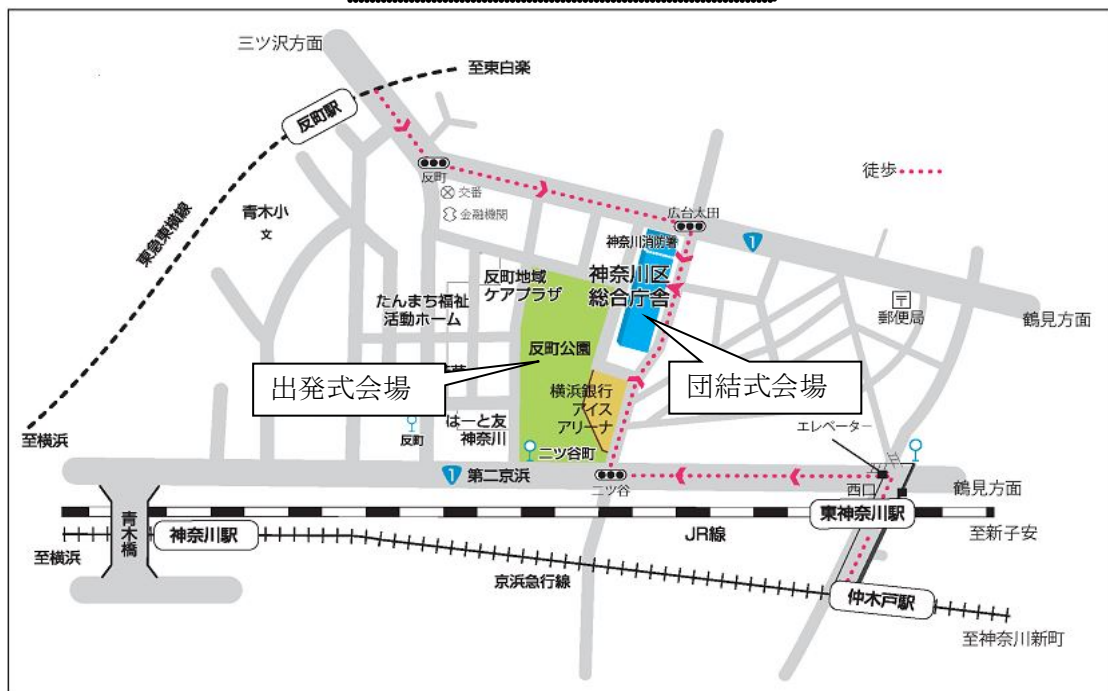 三ツ沢方面
至東白楽
反町駅
東急東横線
反町
交番
金融機関
青木小
文
徒歩
広台太田
神奈川消防署
1
神奈川区
総合庁舎
反町地域
ケアプラザ
たんまち福祉
活動ホーム
〒
郵便局
鶴見方面
反町公園
出発式会場
団結式会場
横浜銀行
アイス
アリーナ
はーと友
神奈川
反町
二ツ谷町
エレベーター
至横浜
1
第二京浜
二ツ谷
西口
鶴見方面
東神奈川駅
青木橋
神奈川駅
JR線
至新子安
至横浜
京浜急行線
仲木戸駅
至神奈川新町